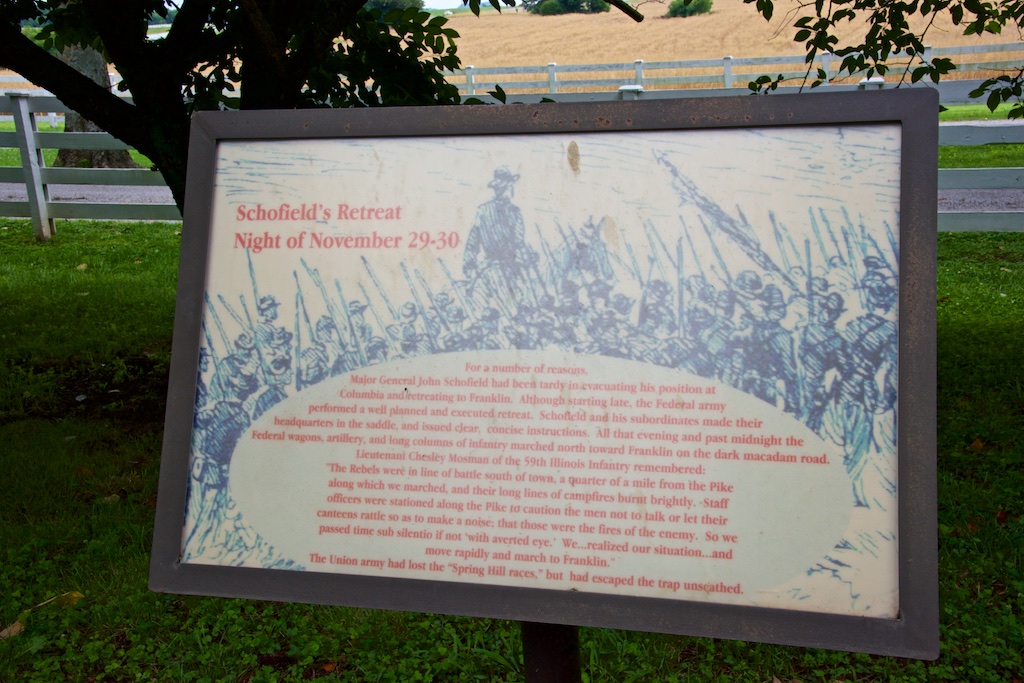 Schofield's Retreat
Night of November 29-30
For a number of reasons,
Major General John Schofield had been tardy in evacuating his position at
Columbia and retreating to Franklin. Although starting late, the Federal army
performed a well planned and executed retreat. Schofield and his subordinates made their
headquarters in the saddle, and issued clear, concise instructions. All that evening and past midnight the
Federal wagons, artillery, and long columns of infantry marched north toward Franklin on the dark macadam road.
Lieutenant Chesley Mosman of the 59th Illinois Infantry remembered:
"The Rebels were in line of battle south of town, a quarter of a mile from the Pike
along which we marched, and their long lines of campfires burnt brightly. Staff
officers were stationed along the Pike to caution the men not to talk or let their
canteens rattle so as to make a noise; that those were the fires of the enemy. So we
passed time sub silentio if not 'with averted eye.' We...realized our situation...and
move rapidly and march to Franklin."
The Union army had lost the "Spring Hill races," but had escaped the trap unscathed.